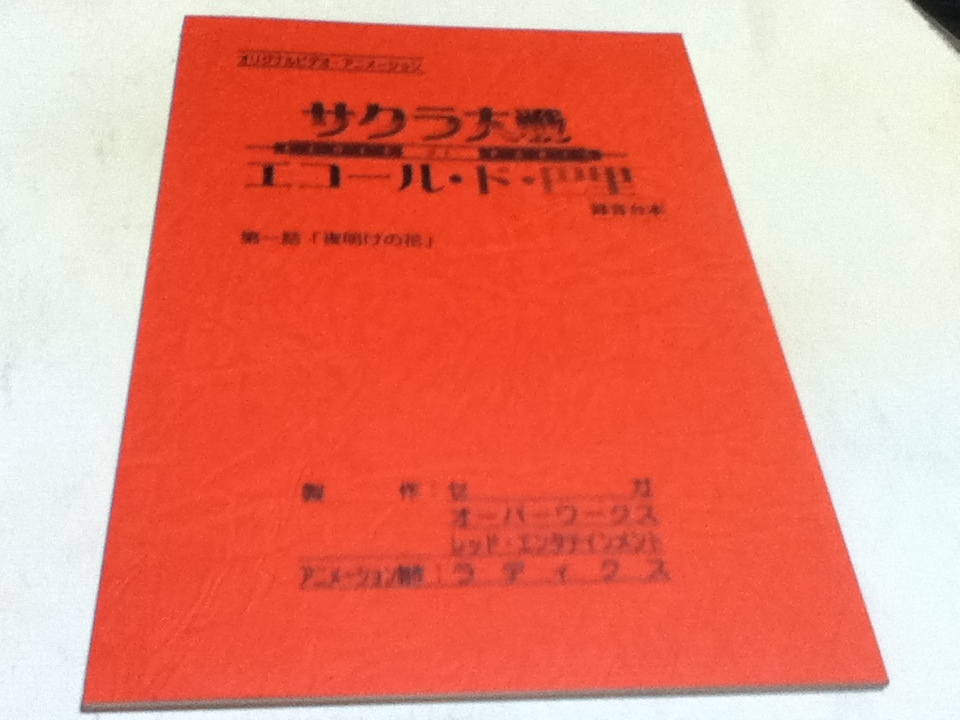 オリジナルビデオ・アニメーション
サクラ大戦
エコール・ド・巴里
録音台本
第一話「夜明けの花」
製作:セガ
オーバーワークス
レッド・エンタテインメント
アニメーション制作:ラディクス